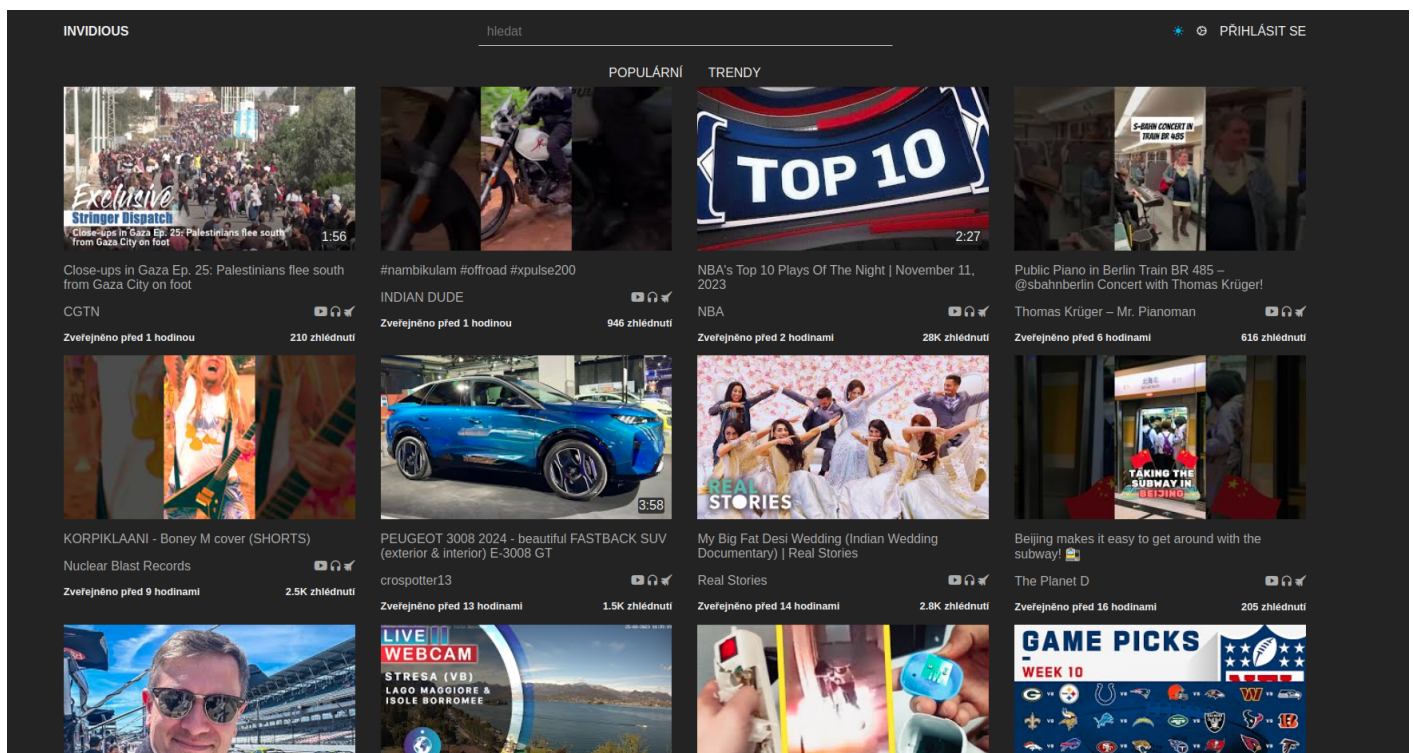 INVIDIOUS
hledat
PŘIHLÁSIT SE
POPULÁRNÍ
TRENDY
Exclusive
Stringer Dispatch
Close-ups in Gaza Ep. 25: Palestinians flee south
from Gaza City on foot
1:56
TOP 10
2:27
S-BAHN CONCERT IN
TRAIN BR 485
Close-ups in Gaza Ep. 25: Palestinians flee south
from Gaza City on foot
CGTN
Zveřejněno před 1 hodinou
210 zhlédnutí
#nambikulam #offroad #xpulse200
INDIAN DUDE
Zveřejněno před 1 hodinou
946 zhlédnutí
NBA's Top 10 Plays Of The Night | November 11,
2023
NBA
Zveřejněno před 2 hodinami
28K zhlédnutí
Public Piano in Berlin Train BR 485 –
@sbahnberlin Concert with Thomas Krüger!
Thomas Krüger – Mr. Pianoman
Zveřejněno před 6 hodinami
616 zhlédnutí
3:58
REAL
STORIES
TAKING THE
SUBWAY IN
BEIJING
KORPIKLAANI - Boney M cover (SHORTS)
Nuclear Blast Records
Zveřejněno před 9 hodinami
2.5K zhlédnutí
PEUGEOT 3008 2024 - beautiful FASTBACK SUV
(exterior & interior) E-3008 GT
crospotter13
Zveřejněno před 13 hodinami
1.5K zhlédnutí
My Big Fat Desi Wedding (Indian Wedding
Documentary) | Real Stories
Real Stories
Zveřejněno před 14 hodinami
2.8K zhlédnutí
Beijing makes it easy to get around with the
subway! 🚉
The Planet D
Zveřejněno před 16 hodinami
205 zhlédnutí
LIVE
WEBCAM
STRESA (VB)
LAGO MAGGIORE &
ISOLE BORROMEE
GAME PICKS
WEEK 10